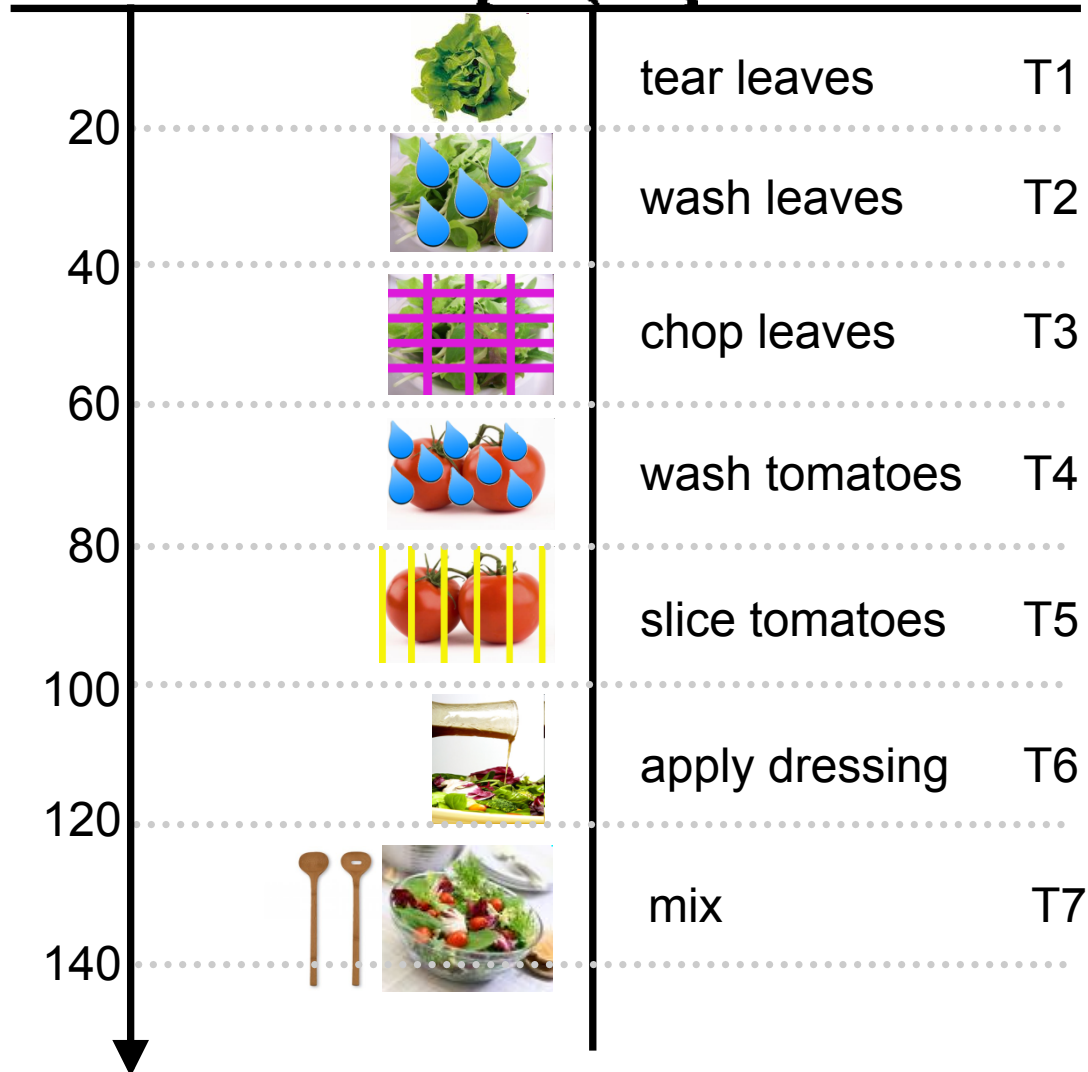 tear leaves T1
20
wash leaves T2
40
chop leaves T3
60
wash tomatoes T4
80
slice tomatoes T5
100
apply dressing T6
120
mix T7
140